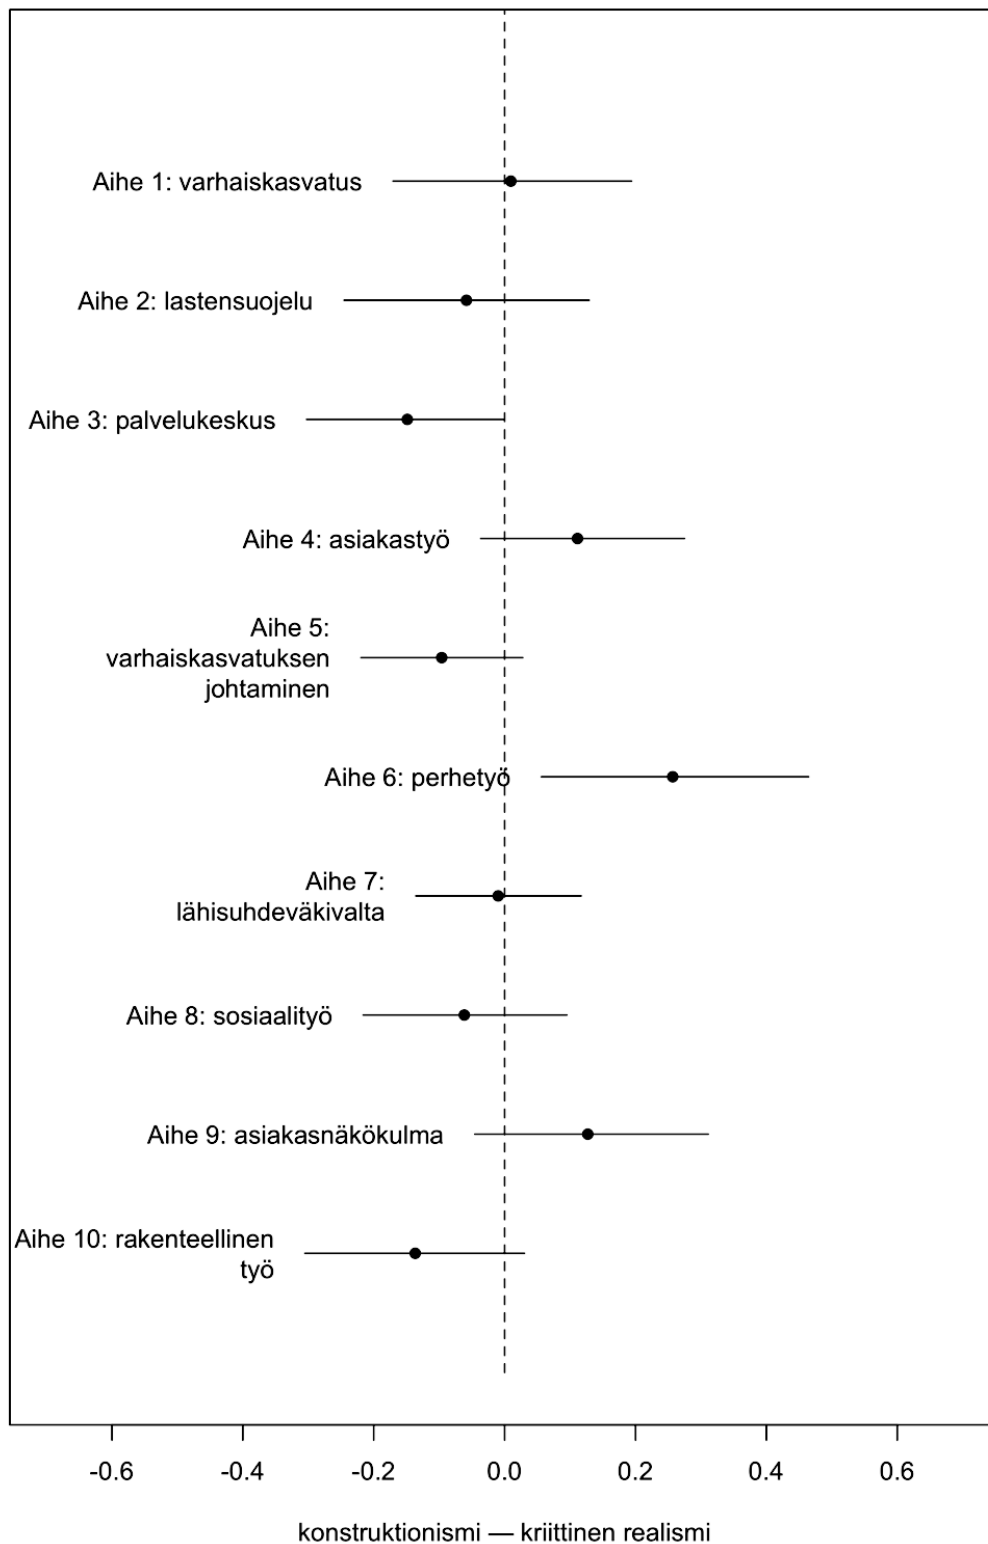 Aihe 1: varhaiskasvatus
Aihe 2: lastensuojelu
Aihe 3: palvelukeskus
Aihe 4: asiakastyö
Aihe 5:
varhaiskasvatuksen
johtaminen
Aihe 6: perhetyö
Aihe 7:
lähisuhdeväkivalta
Aihe 8: sosiaalityö
Aihe 9: asiakasnäkökulma
Aihe 10: rakenteellinen
työ
-0.6 -0.4 -0.2 0.0 0.2 0.4 0.6
konstruktionismi — kriittinen realismi